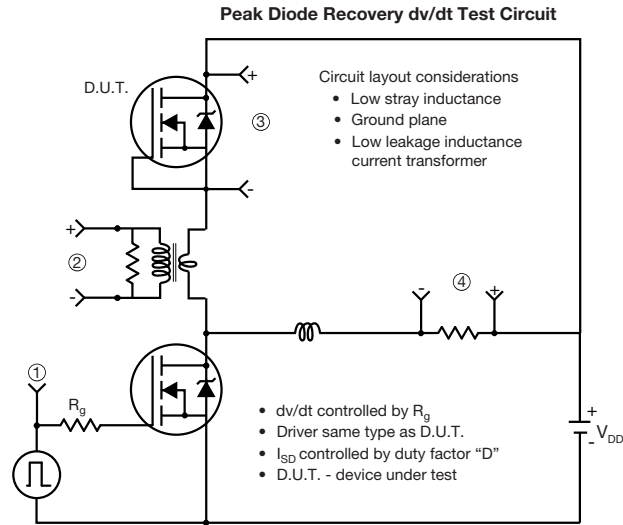 Peak Diode Recovery dv/dt Test Circuit
D.U.T.
+
Circuit layout considerations
• Low stray inductance
• Ground plane
• Low leakage inductance
current transformer
③
-
+
②
-
-
④
+
①
Rg
• dv/dt controlled by Rg
• Driver same type as D.U.T.
• ISD controlled by duty factor “D”
• D.U.T. - device under test
+
VDD
-